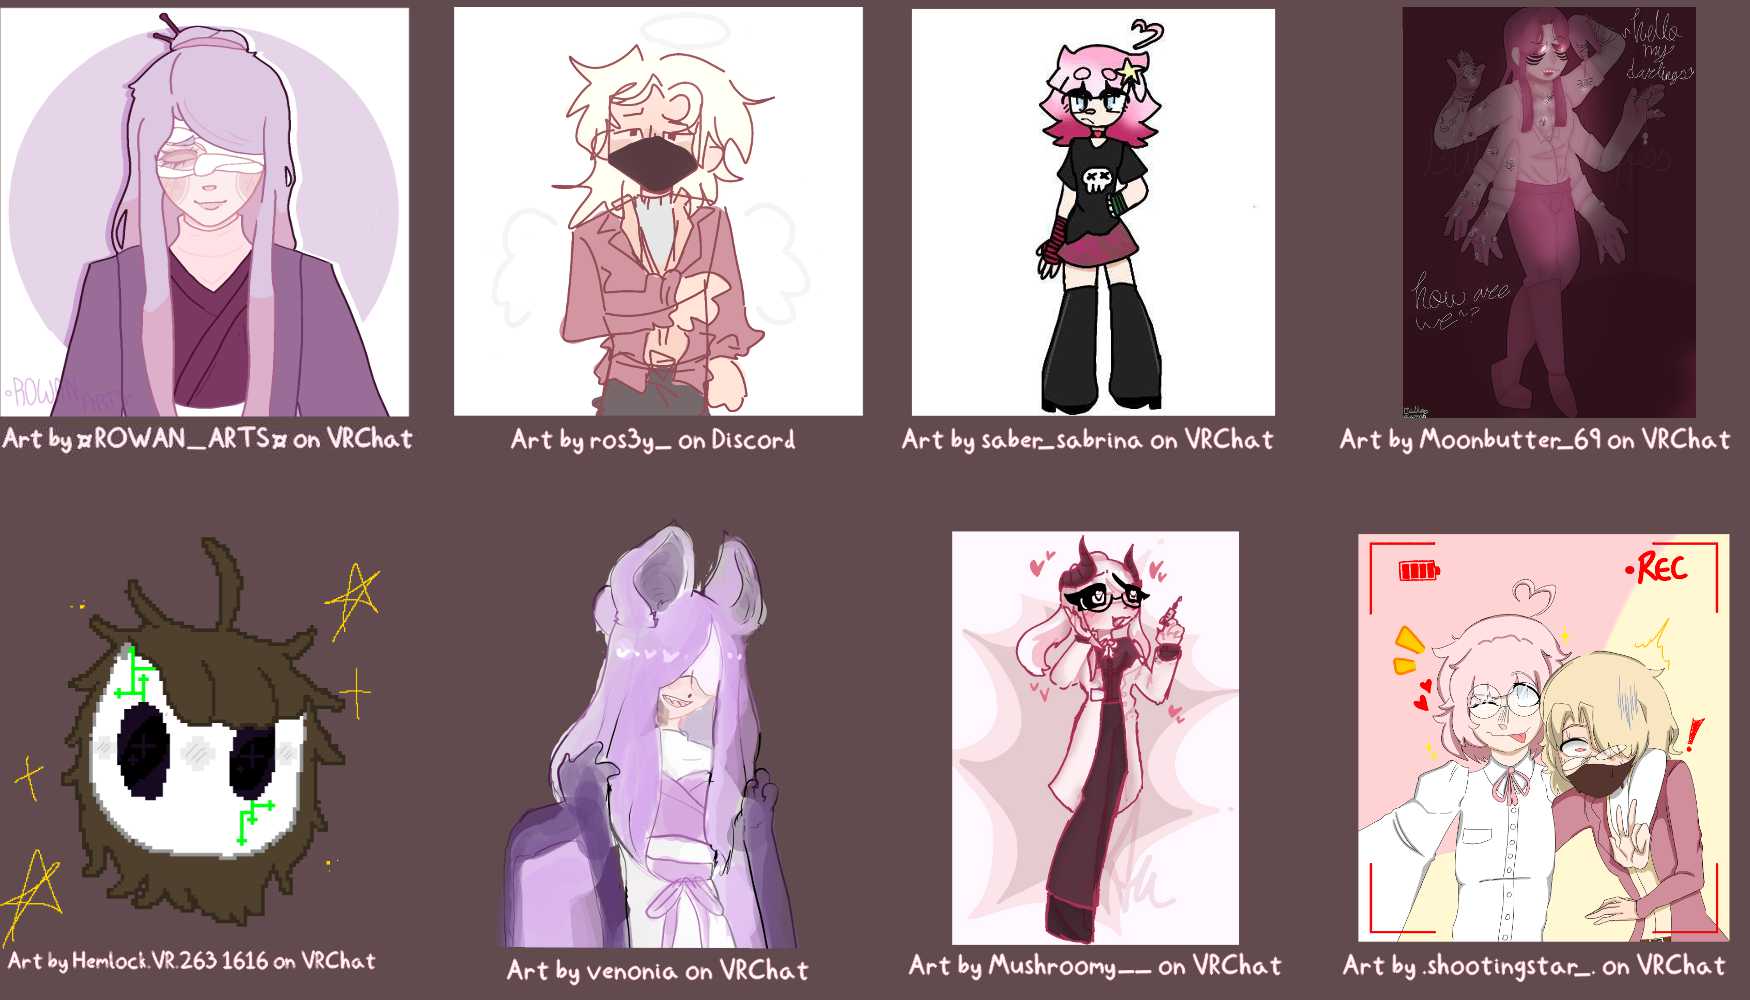 hello
my
darlings
how are
we??
•ROWAN_ARTS•
Art by ¤ROWAN_ARTS¤ on VRChat
Art by ros3y_ on Discord
Art by saber_sabrina on VRChat
Art by Moonbutter_69 on VRChat
•REC
Art by Hemlock.VR.263 1616 on VRChat
Art by venonia on VRChat
Art by Mushroomy__ on VRChat
Art by .shootingstar_. on VRChat